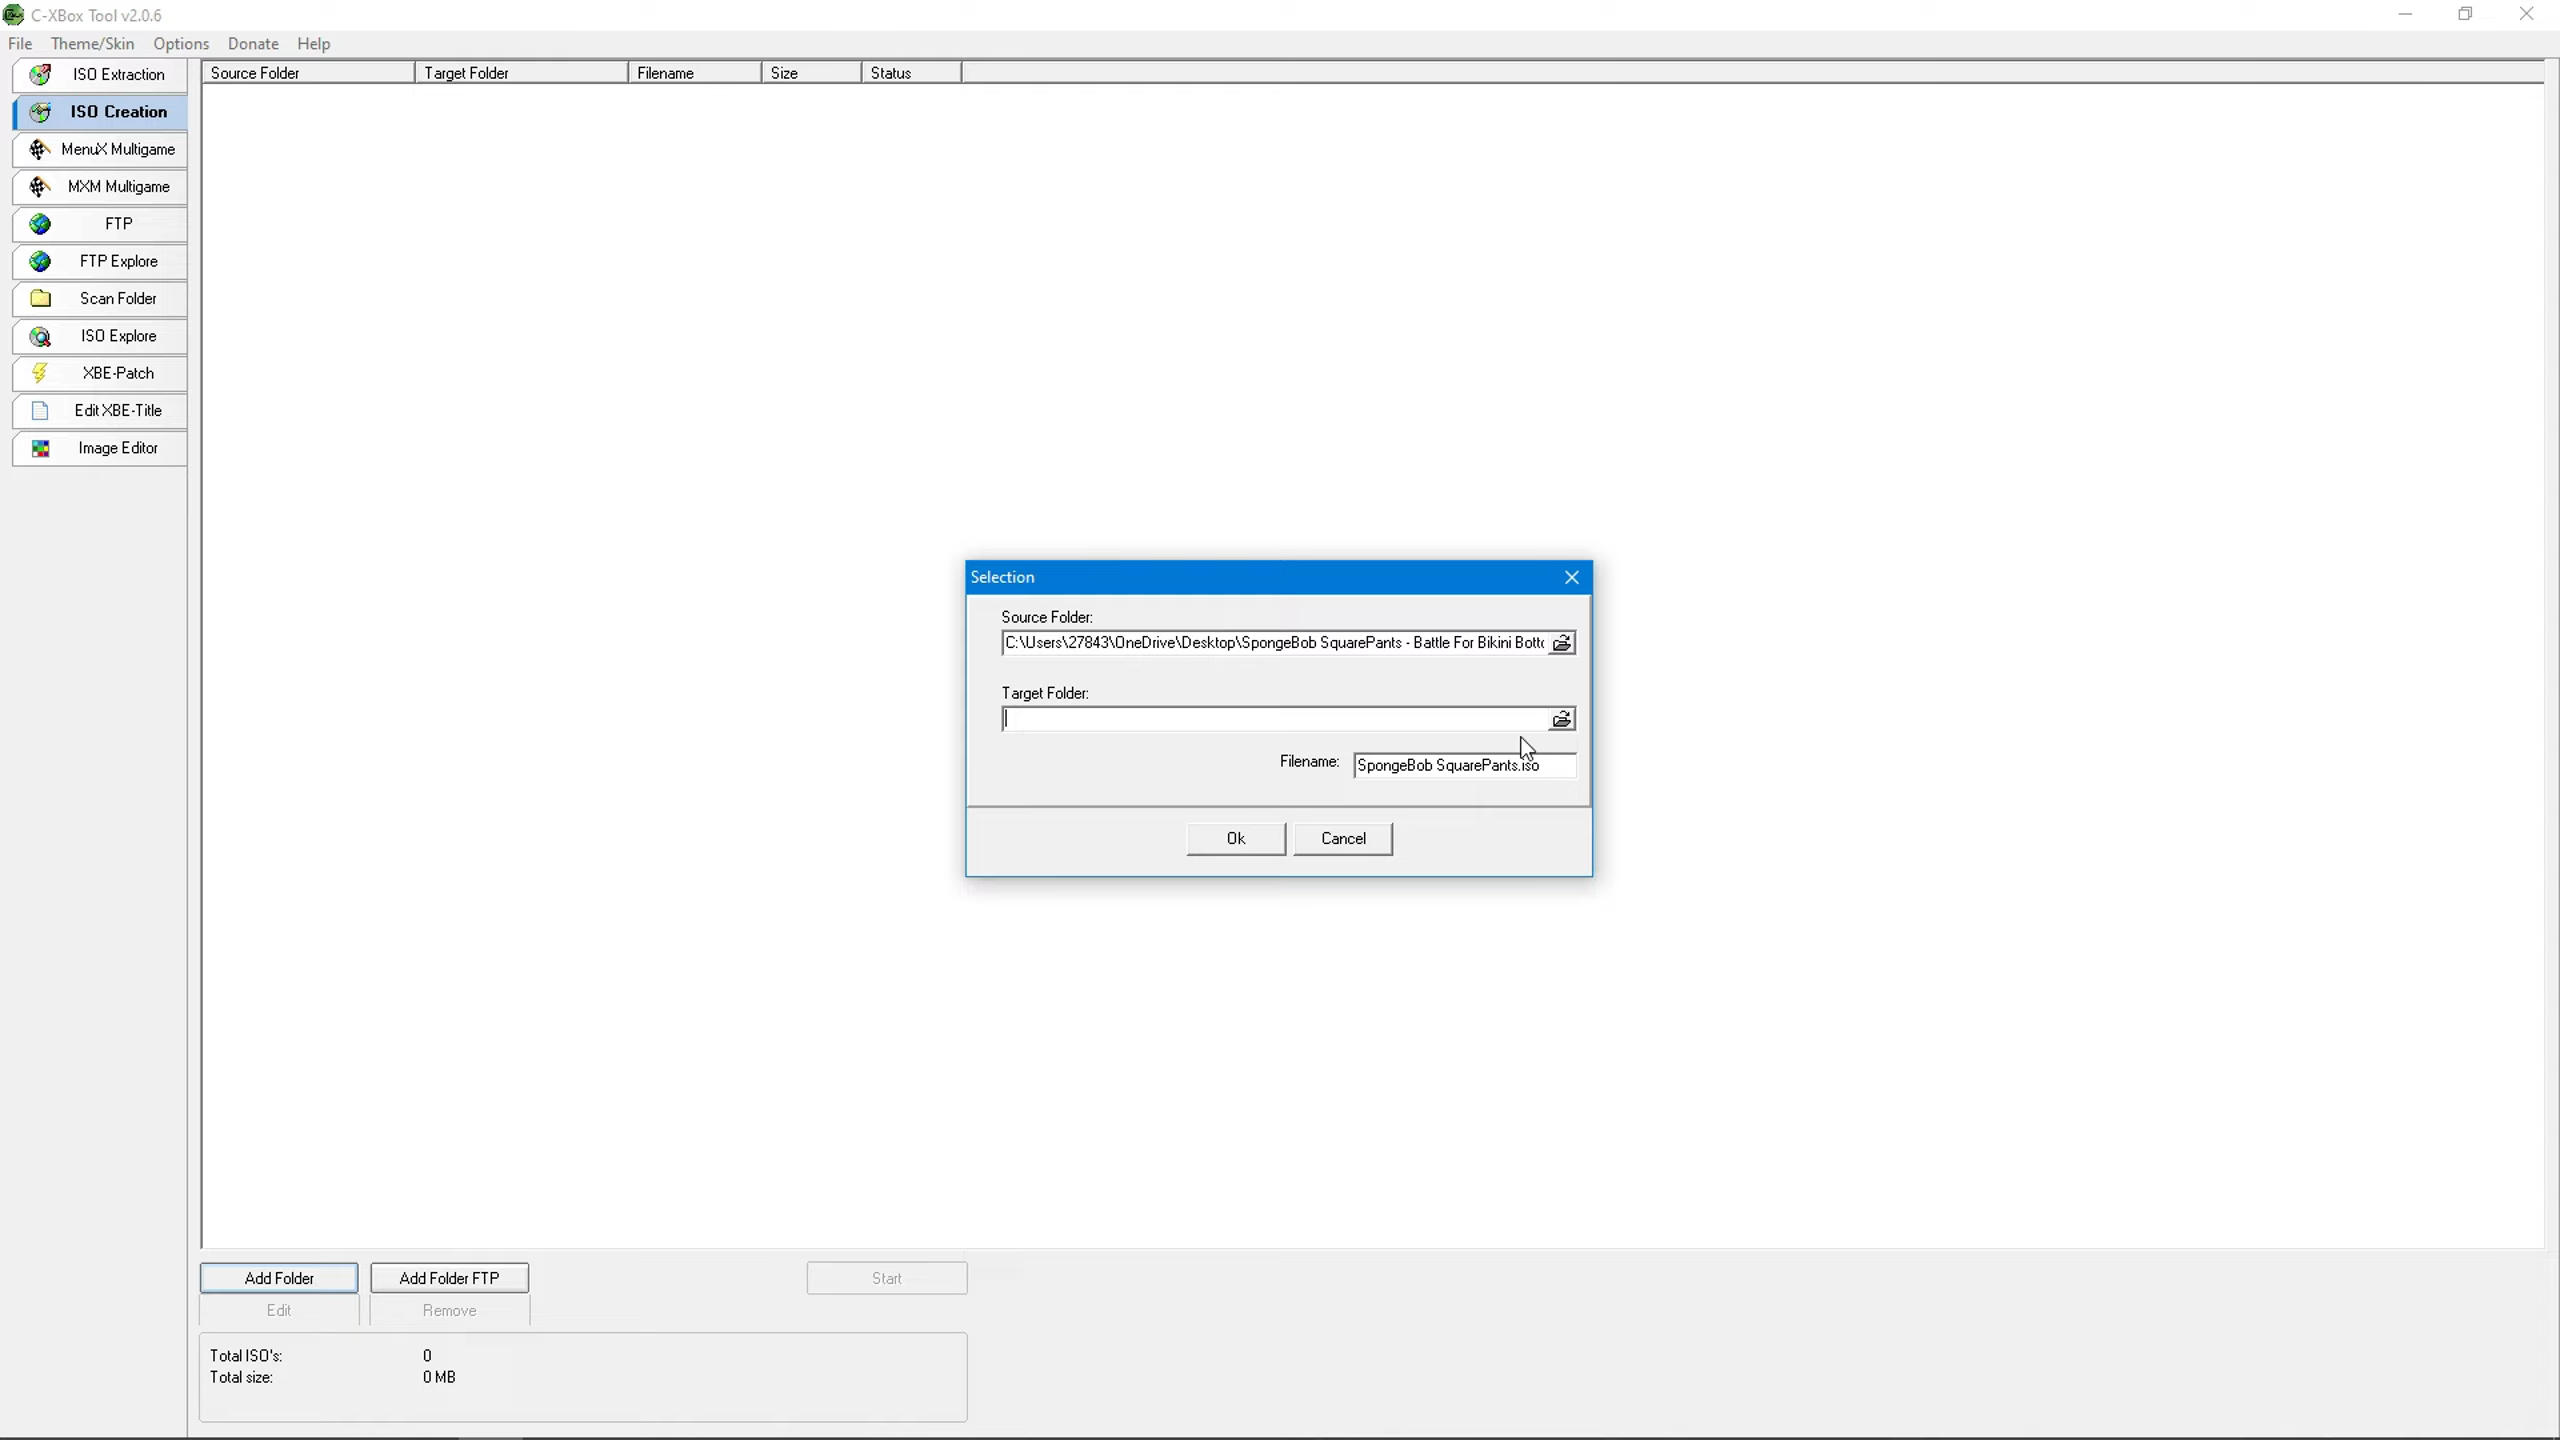 C-XBox Tool v2.0.6
File Theme/Skin Options Donate Help
ISO Extraction
ISO Creation
MenuX Multigame
MXM Multigame
FTP
FTP Explore
Scan Folder
ISO Explore
XBE-Patch
Edit XBE-Title
Image Editor
Source Folder Target Folder Filename Size Status
Selection
Source Folder:
C:\Users\27843\OneDrive\Desktop\SpongeBob SquarePants - Battle For Bikini Botto
Target Folder:
Filename: SpongeBob SquarePants.iso
Ok Cancel
Add Folder Add Folder FTP Start
Edit Remove
Total ISO's: 0
Total size: 0 MB